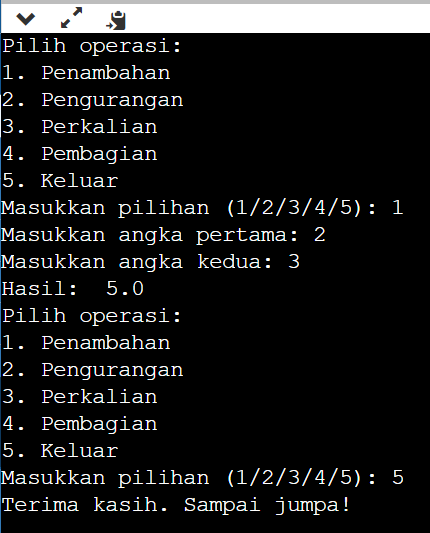 Pilih operasi:
1. Penambahan
2. Pengurangan
3. Perkalian
4. Pembagian
5. Keluar
Masukkan pilihan (1/2/3/4/5): 1
Masukkan angka pertama: 2
Masukkan angka kedua: 3
Hasil:  5.0
Pilih operasi:
1. Penambahan
2. Pengurangan
3. Perkalian
4. Pembagian
5. Keluar
Masukkan pilihan (1/2/3/4/5): 5
Terima kasih. Sampai jumpa!